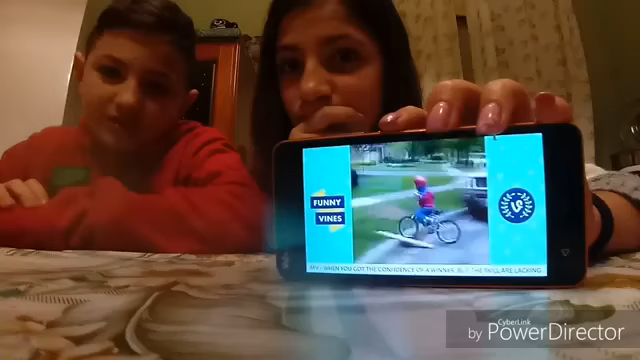 FUNNY
VINES
WHEN YOU GOT THE CONFIDENCE OF A WINNER, BUT THE SKILL ARE LACKING
CyberLink
by PowerDirector